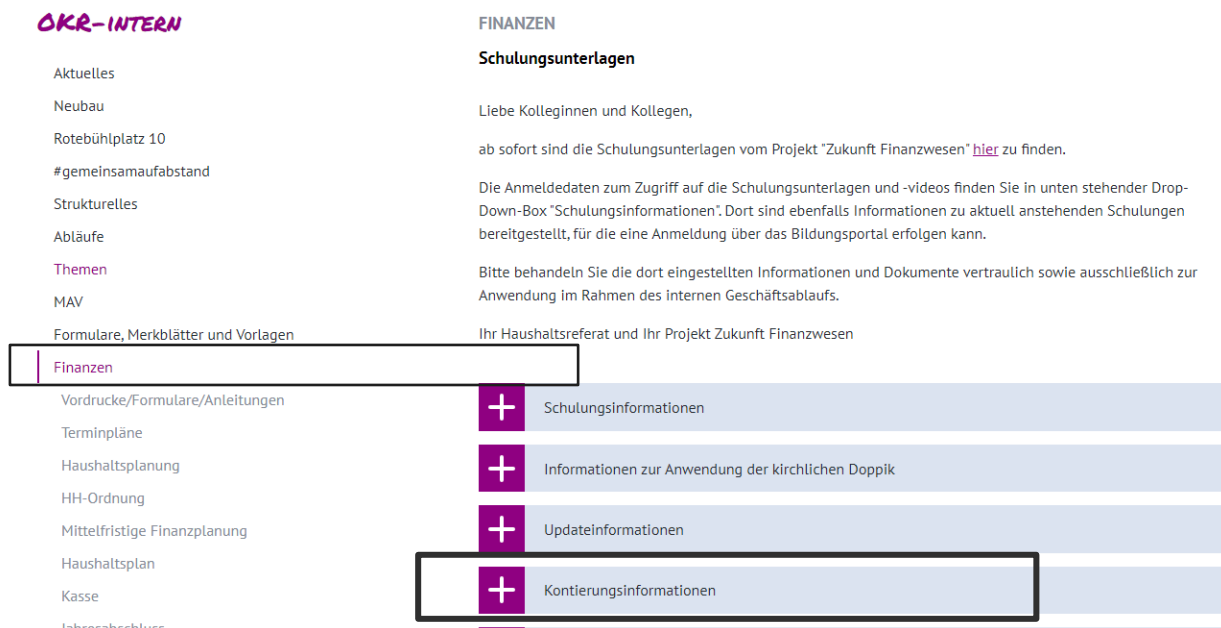 OKR-INTERN
Aktuelles
Neubau
Rotebühlplatz 10
#gemeinsamaufabstand
Strukturelles
Abläufe
Themen
MAV
Formulare, Merkblätter und Vorlagen
Finanzen
Vordrucke/Formulare/Anleitungen
Terminpläne
Haushaltsplanung
HH-Ordnung
Mittelfristige Finanzplanung
Haushaltsplan
Kasse
Jahresabschluss
FINANZEN
Schulungsunterlagen
Liebe Kolleginnen und Kollegen,
ab sofort sind die Schulungsunterlagen vom Projekt "Zukunft Finanzwesen" hier zu finden.
Die Anmeldedaten zum Zugriff auf die Schulungsunterlagen und -videos finden Sie in unten stehender Drop-
Down-Box "Schulungsinformationen". Dort sind ebenfalls Informationen zu aktuell anstehenden Schulungen
bereitgestellt, für die eine Anmeldung über das Bildungsportal erfolgen kann.
Bitte behandeln Sie die dort eingestellten Informationen und Dokumente vertraulich sowie ausschließlich zur
Anwendung im Rahmen des internen Geschäftsablaufs.
Ihr Haushaltsreferat und Ihr Projekt Zukunft Finanzwesen
Schulungsinformationen
Informationen zur Anwendung der kirchlichen Doppik
Updateinformationen
Kontierungsinformationen